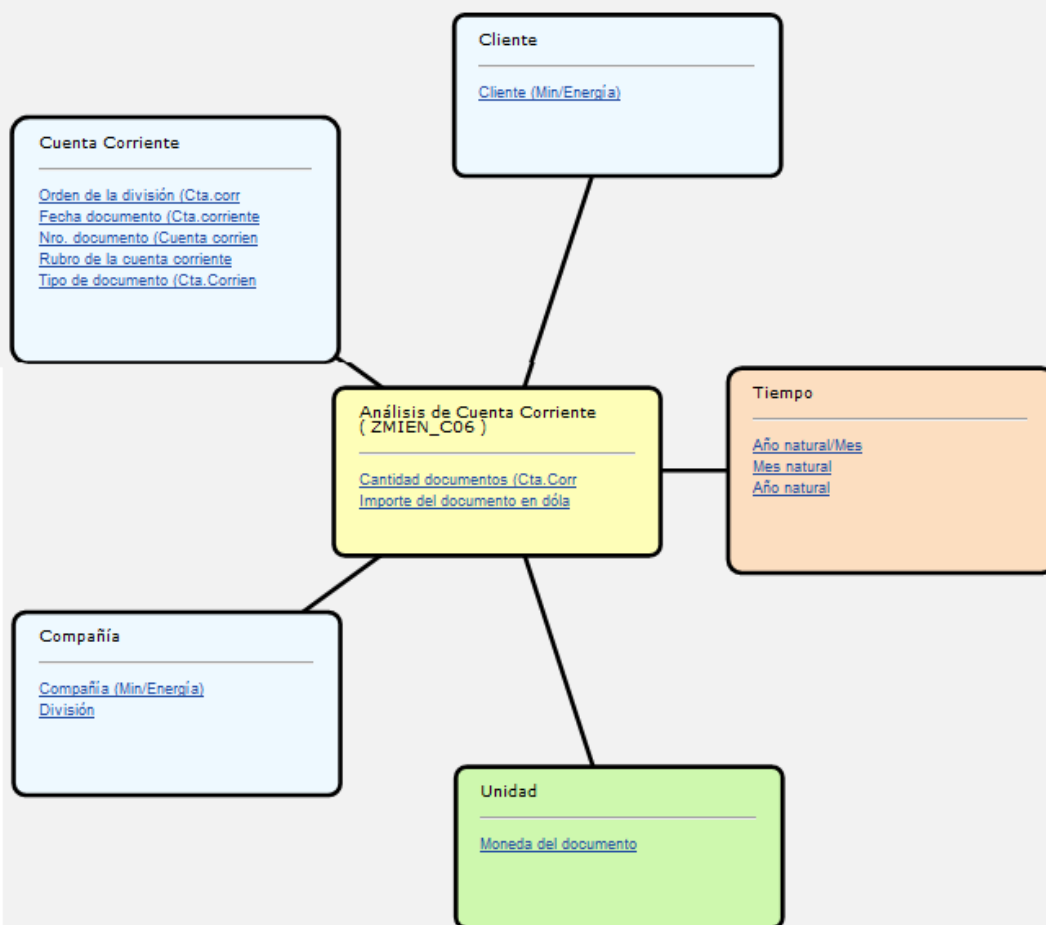 Cliente
Cliente (Min/Energía)
Cuenta Corriente
Orden de la división (Cta.corr
Fecha documento (Cta.corriente
Nro. documento (Cuenta corrien
Rubro de la cuenta corriente
Tipo de documento (Cta.Corrien
Análisis de Cuenta Corriente
( ZMIEN_C06 )
Cantidad documentos (Cta.Corr
Importe del documento en dóla
Tiempo
Año natural/Mes
Mes natural
Año natural
Compañía
Compañía (Min/Energía)
División
Unidad
Moneda del documento